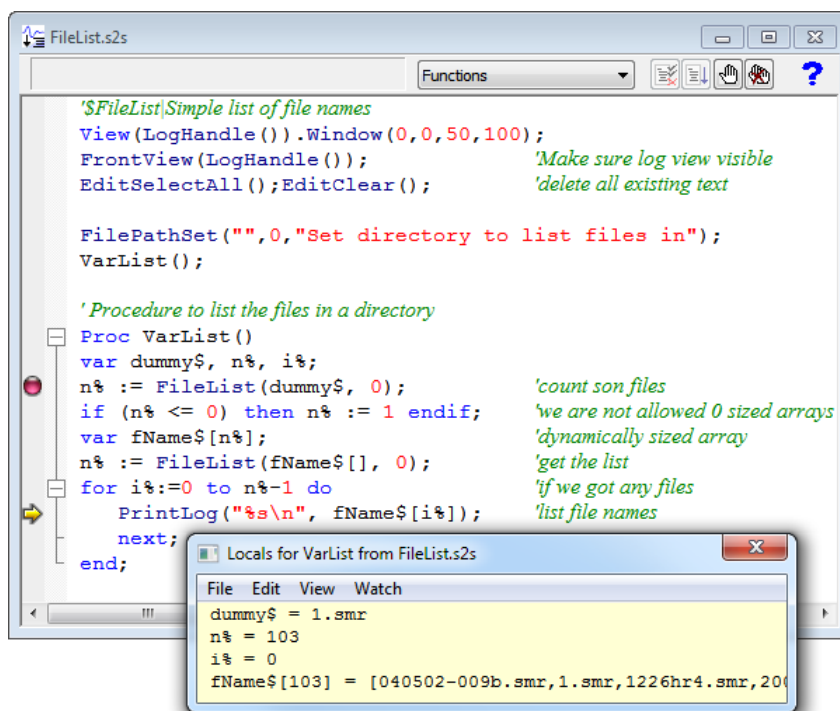 FileList.s2s
Functions
'$FileList|Simple list of file names
View(LogHandle()).Window(0,0,50,100);
FrontView(LogHandle()); 'Make sure log view visible
EditSelectAll();EditClear(); 'delete all existing text
FilePathSet("",0,"Set directory to list files in");
VarList();
' Procedure to list the files in a directory
Proc VarList()
var dummy$, n%, i%;
n% := FileList(dummy$, 0); 'count son files
if (n% <= 0) then n% := 1 endif; 'we are not allowed 0 sized arrays
var fName$[n%]; 'dynamically sized array
n% := FileList(fName$[], 0); 'get the list
for i%:=0 to n%-1 do 'if we got any files
PrintLog("%s\n", fName$[i%]); 'list file names
next;
end;
Locals for VarList from FileList.s2s
File Edit View Watch
dummy$ = 1.smr
n% = 103
i% = 0
fName$[103] = [040502-009b.smr,1.smr,1226hr4.smr,200